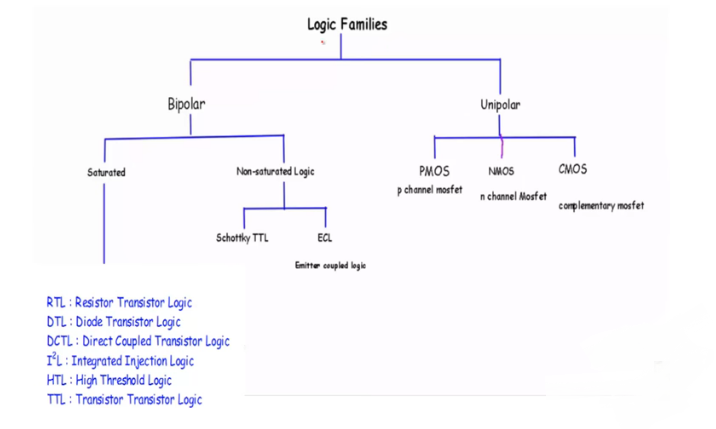 Logic Families
Bipolar
Unipolar
Saturated
Non-saturated Logic
PMOS
NMOS
CMOS
p channel mosfet
n channel Mosfet
complementary mosfet
Schottky TTL
ECL
Emitter coupled logic
RTL : Resistor Transistor Logic
DTL : Diode Transistor Logic
DCTL : Direct Coupled Transistor Logic
I²L : Integrated Injection Logic
HTL : High Threshold Logic
TTL : Transistor Transistor Logic